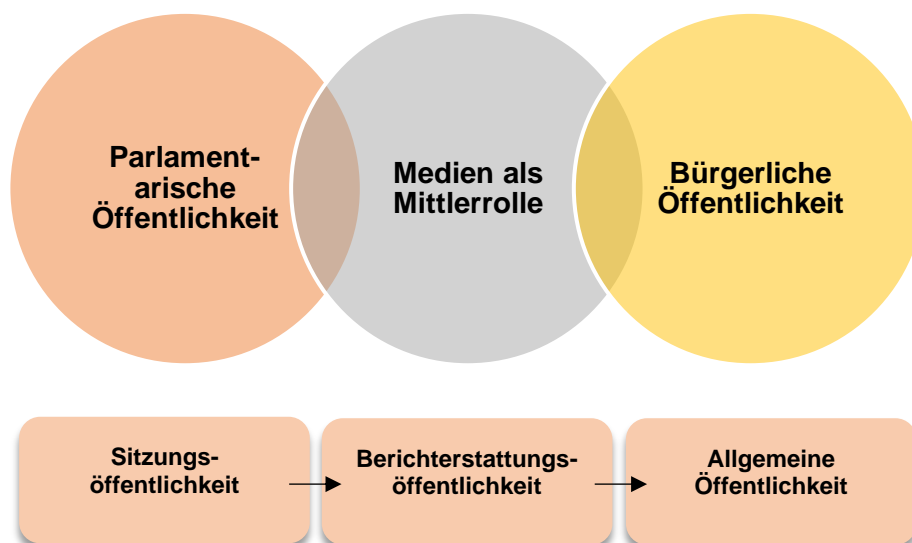 Parlament-
arische
Öffentlichkeit
Medien als
Mittlerrolle
Bürgerliche
Öffentlichkeit
Sitzungs-
öffentlichkeit
Berichterstattungs-
öffentlichkeit
Allgemeine
Öffentlichkeit